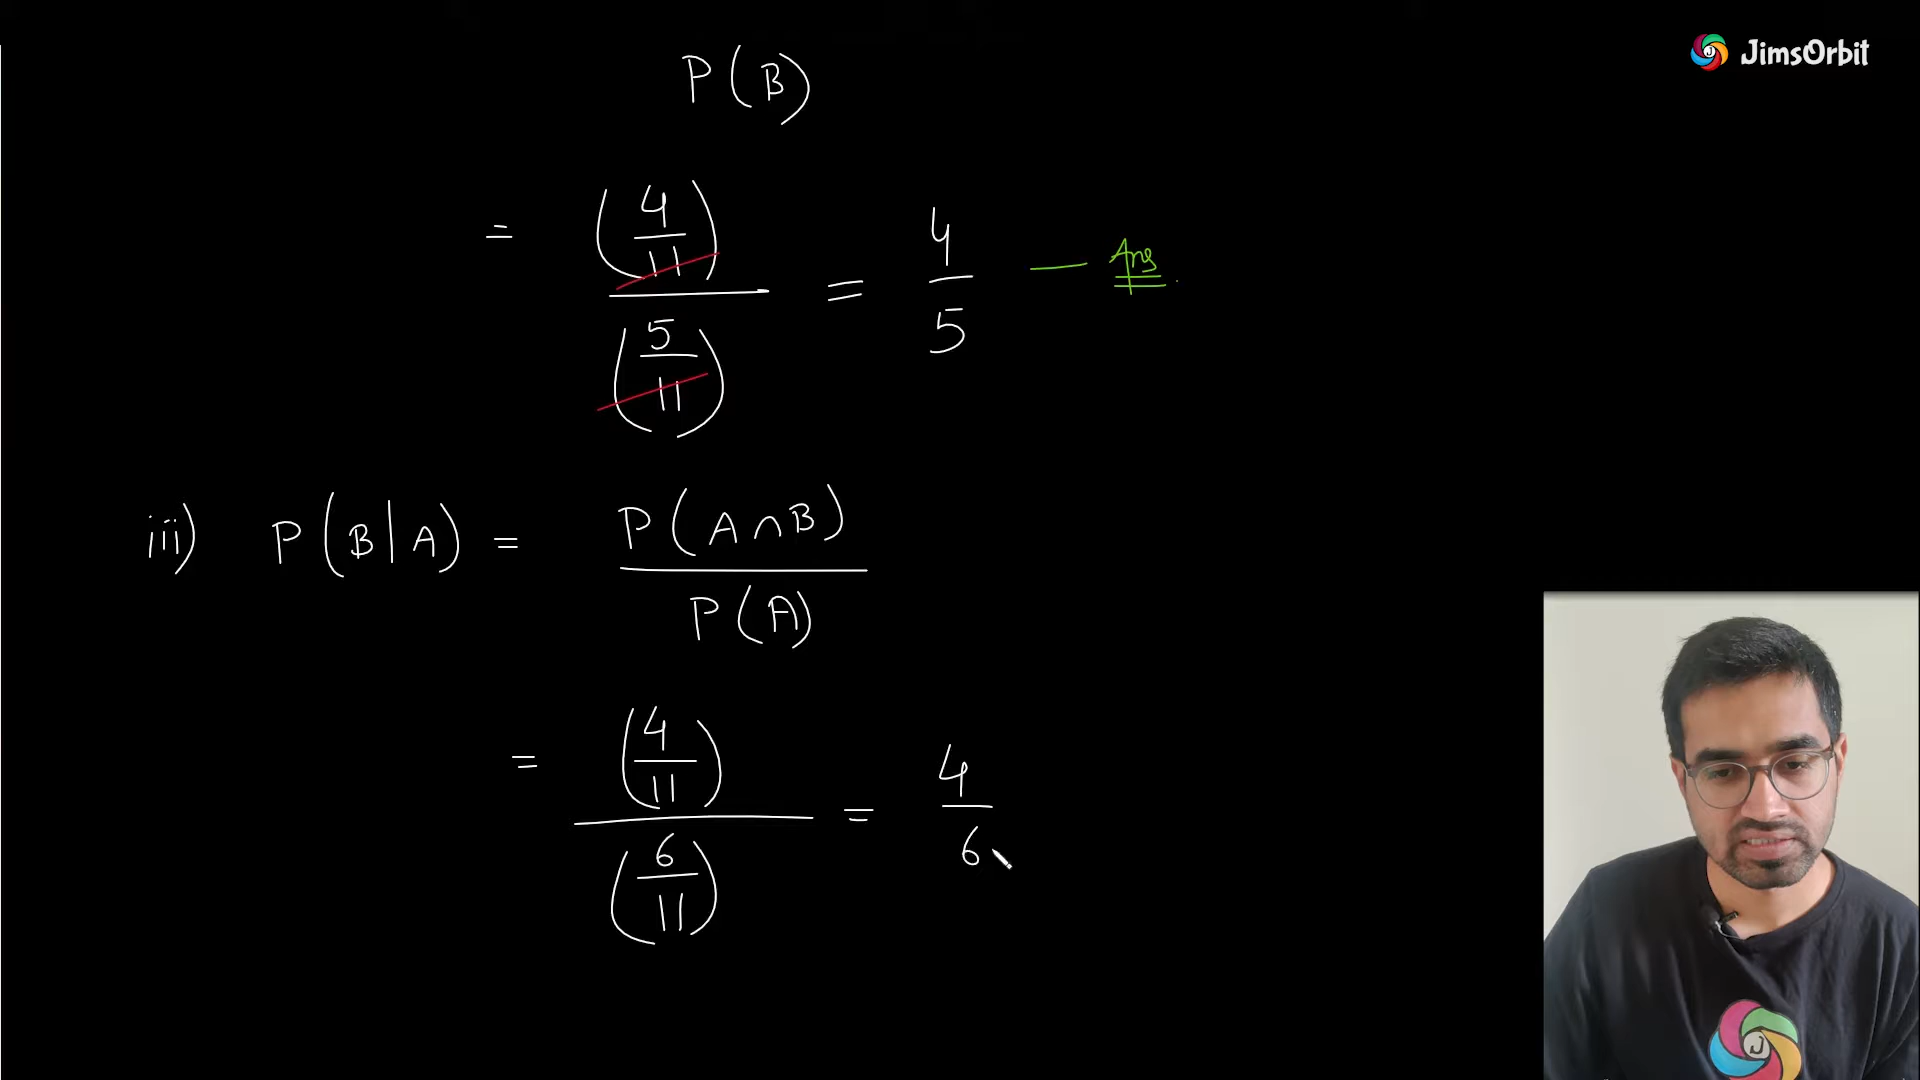 JimsOrbit
P(B)
= (4/11) / (5/11) = 4/5 — Ans
iii) P(B|A) = P(A∩B) / P(A)
= (4/11) / (6/11) = 4/6
J